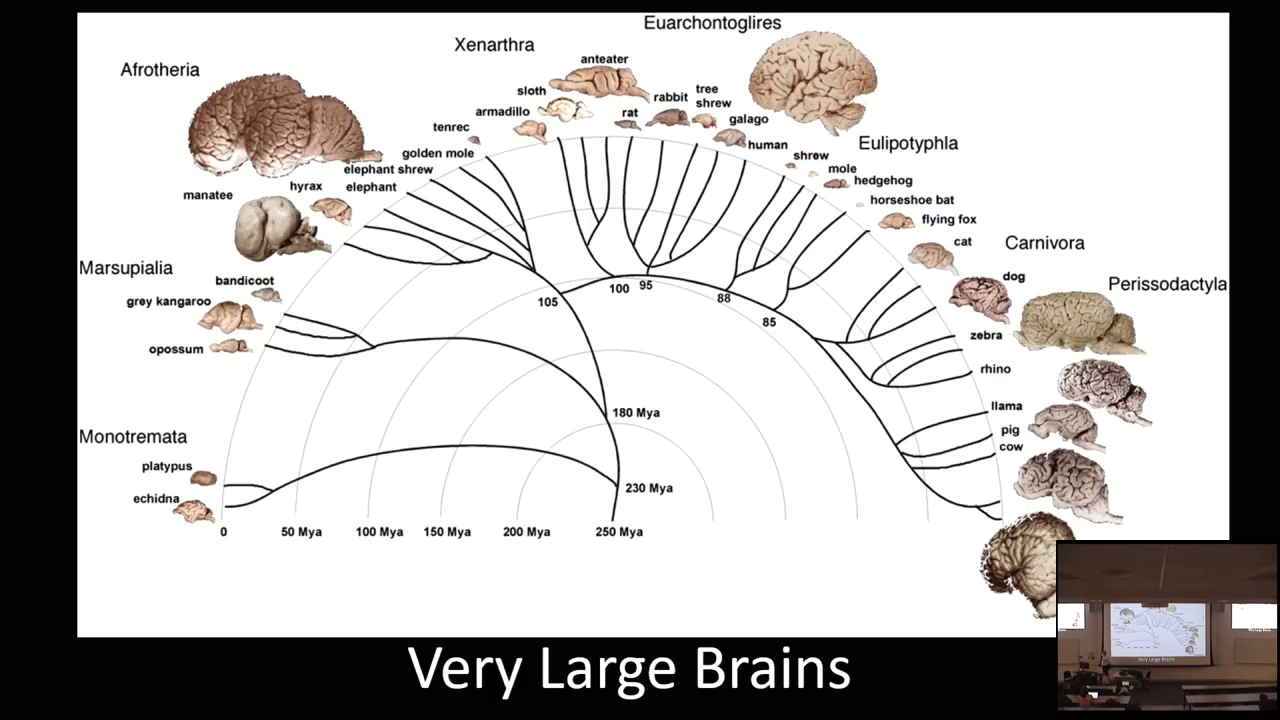 Euarchontoglires
Xenarthra
Afrotheria
anteater
sloth
armadillo
tenrec
golden mole
elephant shrew
elephant
hyrax
manatee
rat
rabbit
tree
shrew
galago
human
Eulipotyphla
shrew
mole
hedgehog
horseshoe bat
flying fox
cat
Carnivora
dog
Perissodactyla
zebra
rhino
llama
pig
cow
Marsupialia
bandicoot
grey kangaroo
opossum
Monotremata
platypus
echidna
105
100
95
88
85
180 Mya
230 Mya
0
50 Mya
100 Mya
150 Mya
200 Mya
250 Mya
Very Large Brains
Very Large Brains